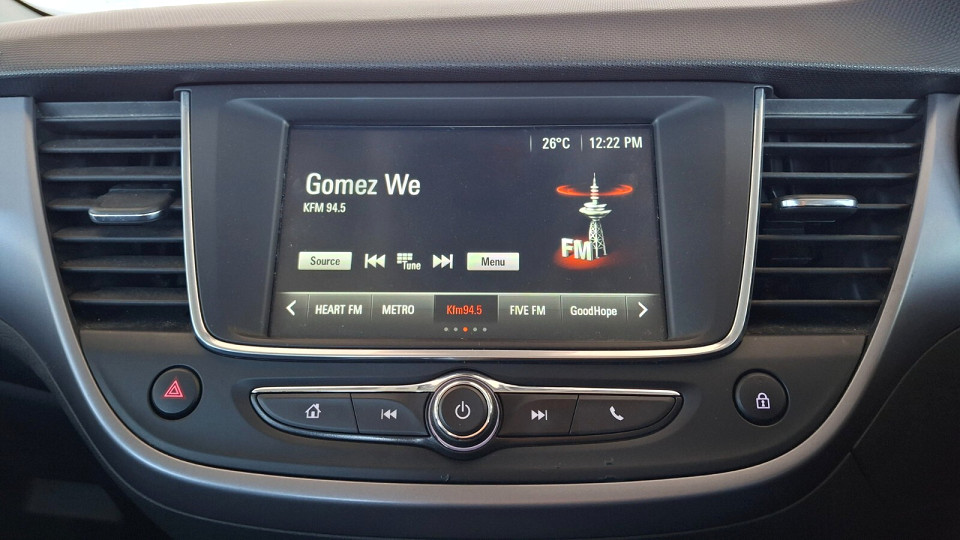 26°C 12:22 PM
Gomez We
KFM 94.5
FM
Source Tune Menu
HEART FM METRO Kfm94.5 FIVE FM GoodHope